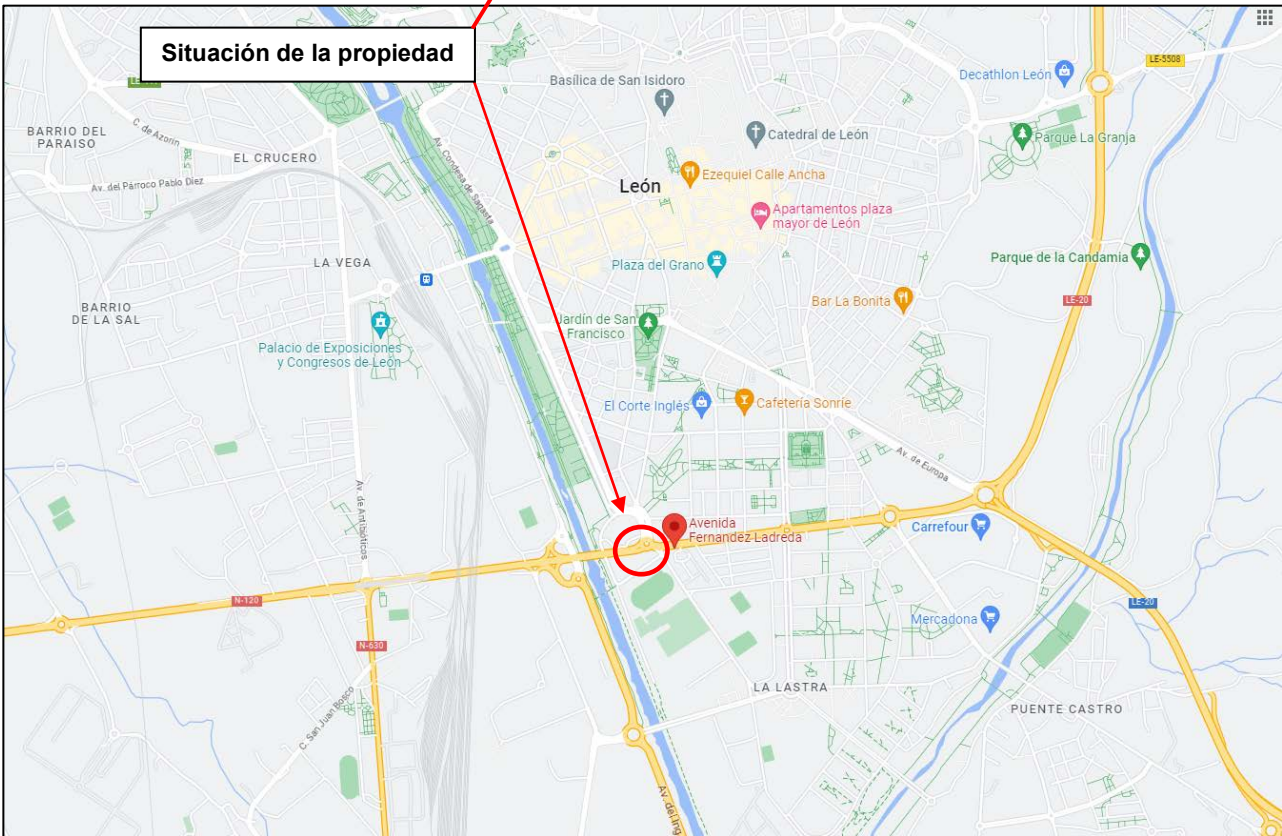 Situación de la propiedad
LE-5508
Decathlon León
Basílica de San Isidoro
Catedral de León
Parque La Granja
BARRIO DEL
PARAISO
C. de Azorín
EL CRUCERO
Av. Condesa de Sagasta
Av. del Párroco Pablo Díez
León
Ezequiel Calle Ancha
Apartamentos plaza
mayor de León
LA VEGA
Plaza del Grano
Parque de la Candamia
BARRIO
DE LA SAL
Bar La Bonita
LE-20
Jardín de San
Francisco
Palacio de Exposiciones
y Congresos de León
El Corte Inglés
Cafetería Sonríe
Av. de Europa
Av. de Antibióticos
Avenida
Fernández Ladreda
Carrefour
N-120
LE-20
Mercadona
N-630
LA LASTRA
PUENTE CASTRO
C. San Juan Bosco
Av. del Ing